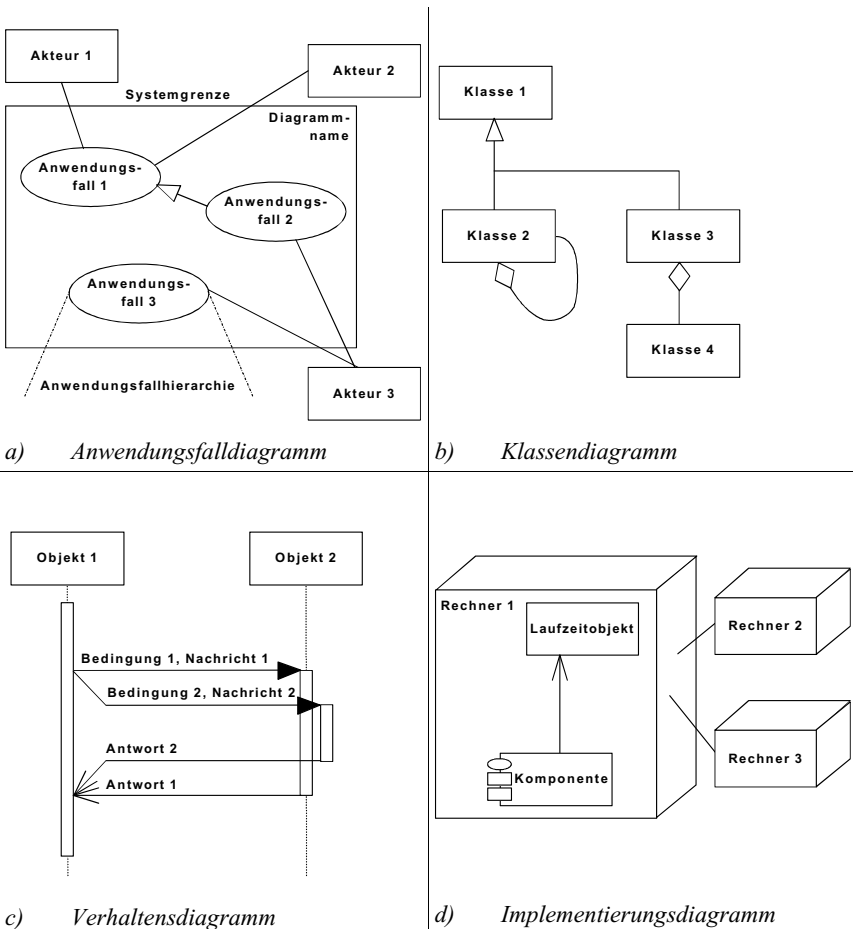 Akteur 1
Akteur 2
Systemgrenze
Diagramm-
name
Anwendungs-
fall 1
Anwendungs-
fall 2
Anwendungs-
fall 3
Anwendungsfallhierarchie
Akteur 3
a) Anwendungsfalldiagramm
Klasse 1
Klasse 2
Klasse 3
Klasse 4
b) Klassendiagramm
Objekt 1
Objekt 2
Bedingung 1, Nachricht 1
Bedingung 2, Nachricht 2
Antwort 2
Antwort 1
c) Verhaltensdiagramm
Rechner 1
Laufzeitobjekt
Rechner 2
Rechner 3
Komponente
d) Implementierungsdiagramm